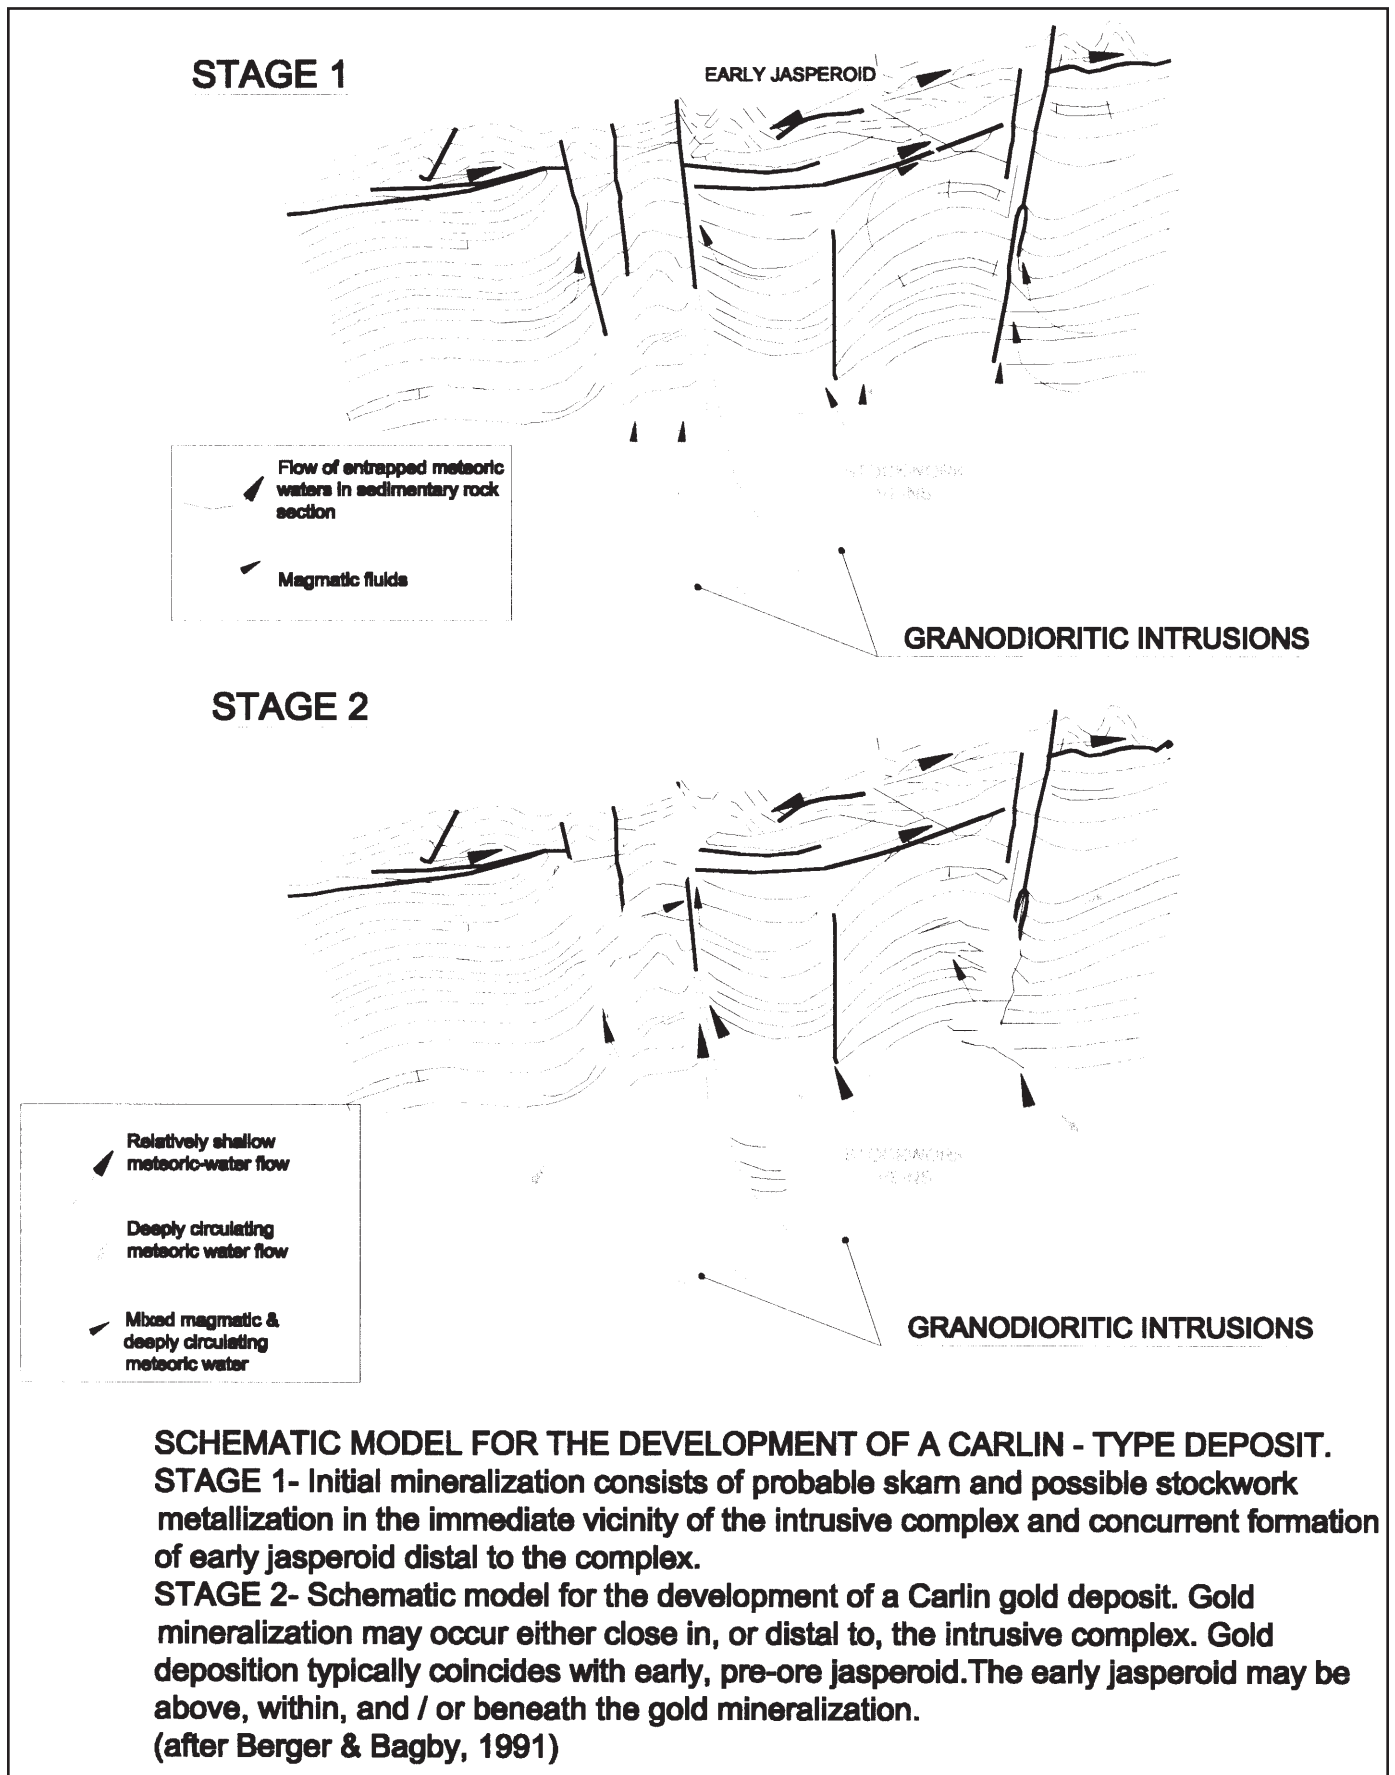 STAGE 1
EARLY JASPEROID
Flow of entrapped meteoric
waters in sedimentary rock
section
Magmatic fluids
STOCKWORK
VEINS
GRANODIORITIC INTRUSIONS
STAGE 2
Relatively shallow
meteoric-water flow
Deeply circulating
meteoric water flow
Mixed magmatic &
deeply circulating
meteoric water
STOCKWORK
VEINS
GRANODIORITIC INTRUSIONS
SCHEMATIC MODEL FOR THE DEVELOPMENT OF A CARLIN - TYPE DEPOSIT.
STAGE 1- Initial mineralization consists of probable skarn and possible stockwork
metallization in the immediate vicinity of the intrusive complex and concurrent formation
of early jasperoid distal to the complex.
STAGE 2- Schematic model for the development of a Carlin gold deposit. Gold
mineralization may occur either close in, or distal to, the intrusive complex. Gold
deposition typically coincides with early, pre-ore jasperoid.The early jasperoid may be
above, within, and / or beneath the gold mineralization.
(after Berger & Bagby, 1991)